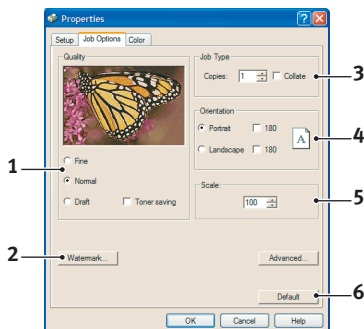 Properties
Setup Job Options Color
Quality
Job Type
Copies: 1 Collate
3
Orientation
Portrait 180
4
Landscape 180
A
1
Fine
Normal
Draft Toner saving
Scale:
100
5
2
Watermark...
Advanced...
Default
6
OK Cancel Help